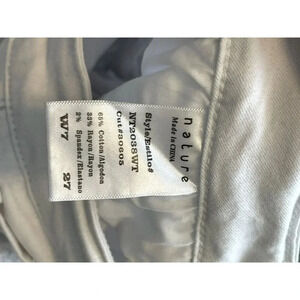 nature
Made in CHINA
Style/Estilo#
NT2038WT
Cut#30605
65% Cotton/Algodon
33% Rayon/Rayon
2% Spandex/Elastano
W7 27